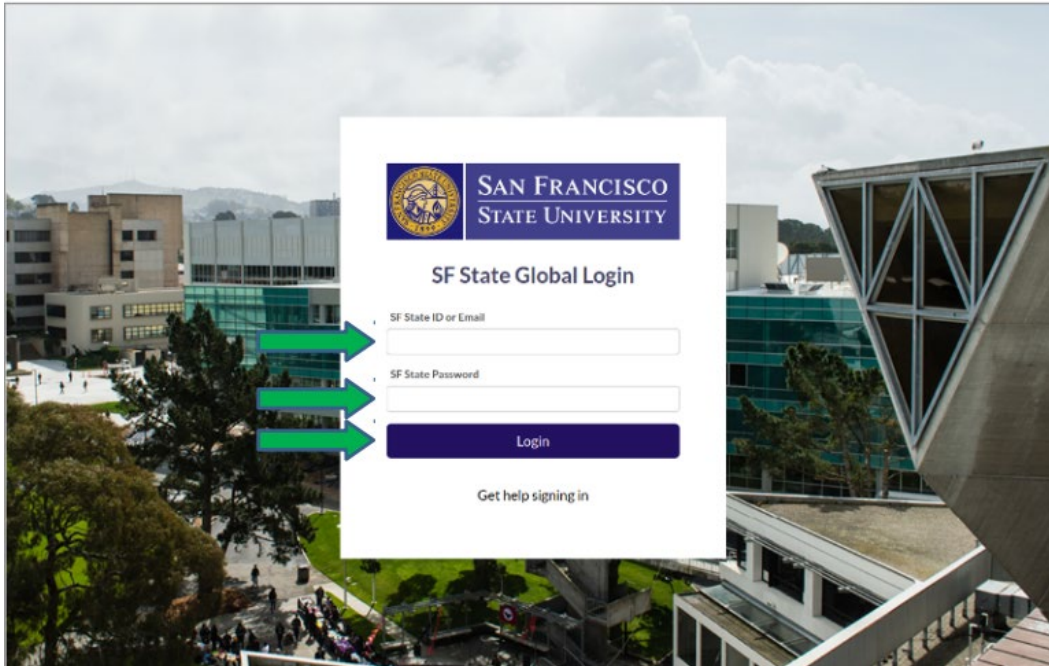 SAN FRANCISCO
STATE UNIVERSITY
SF State Global Login
SF State ID or Email
SF State Password
Login
Get help signing in